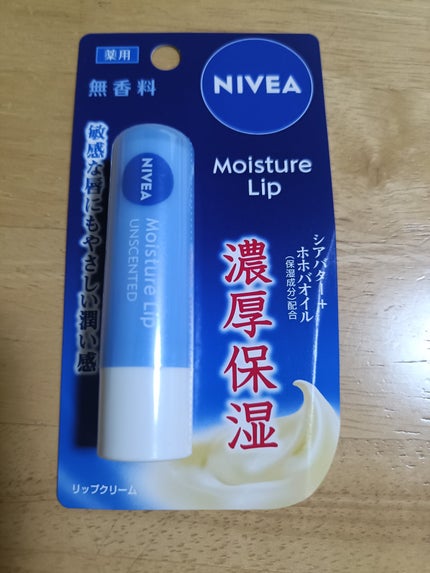 薬用
無香料
NIVEA
Moisture
Lip
敏感な唇にもやさしい潤い感
NIVEA
Moisture Lip
UNSCENTED
シアバター+
ホホバオイル
(保湿成分)配合
濃厚保湿
リップクリーム